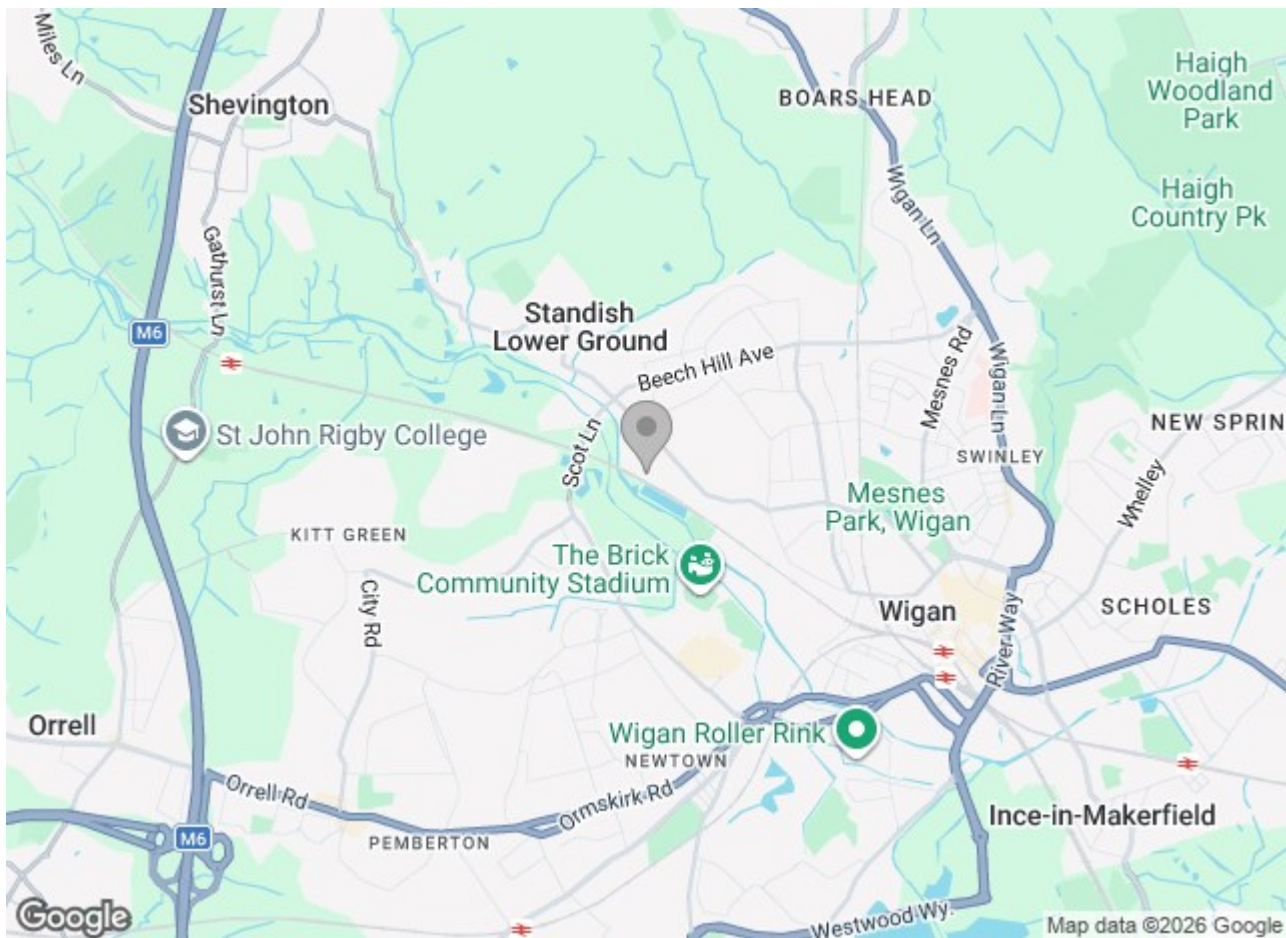 Miles Ln
Shevington
BOARS HEAD
Haigh
Woodland
Park
Haigh
Country Pk
Wigan Ln
Gathurst Ln
M6
Standish
Lower Ground
Beech Hill Ave
Mesnes Rd
Wigan Ln
St John Rigby College
Scot Ln
NEW SPRIN
SWINLEY
Whelley
Mesnes
Park, Wigan
KITT GREEN
The Brick
Community Stadium
City Rd
Wigan
SCHOLES
River Way
Orrell
Wigan Roller Rink
NEWTOWN
Orrell Rd
Ormskirk Rd
Ince-in-Makerfield
M6
PEMBERTON
Westwood Wy.
Google
Map data ©2026 Google